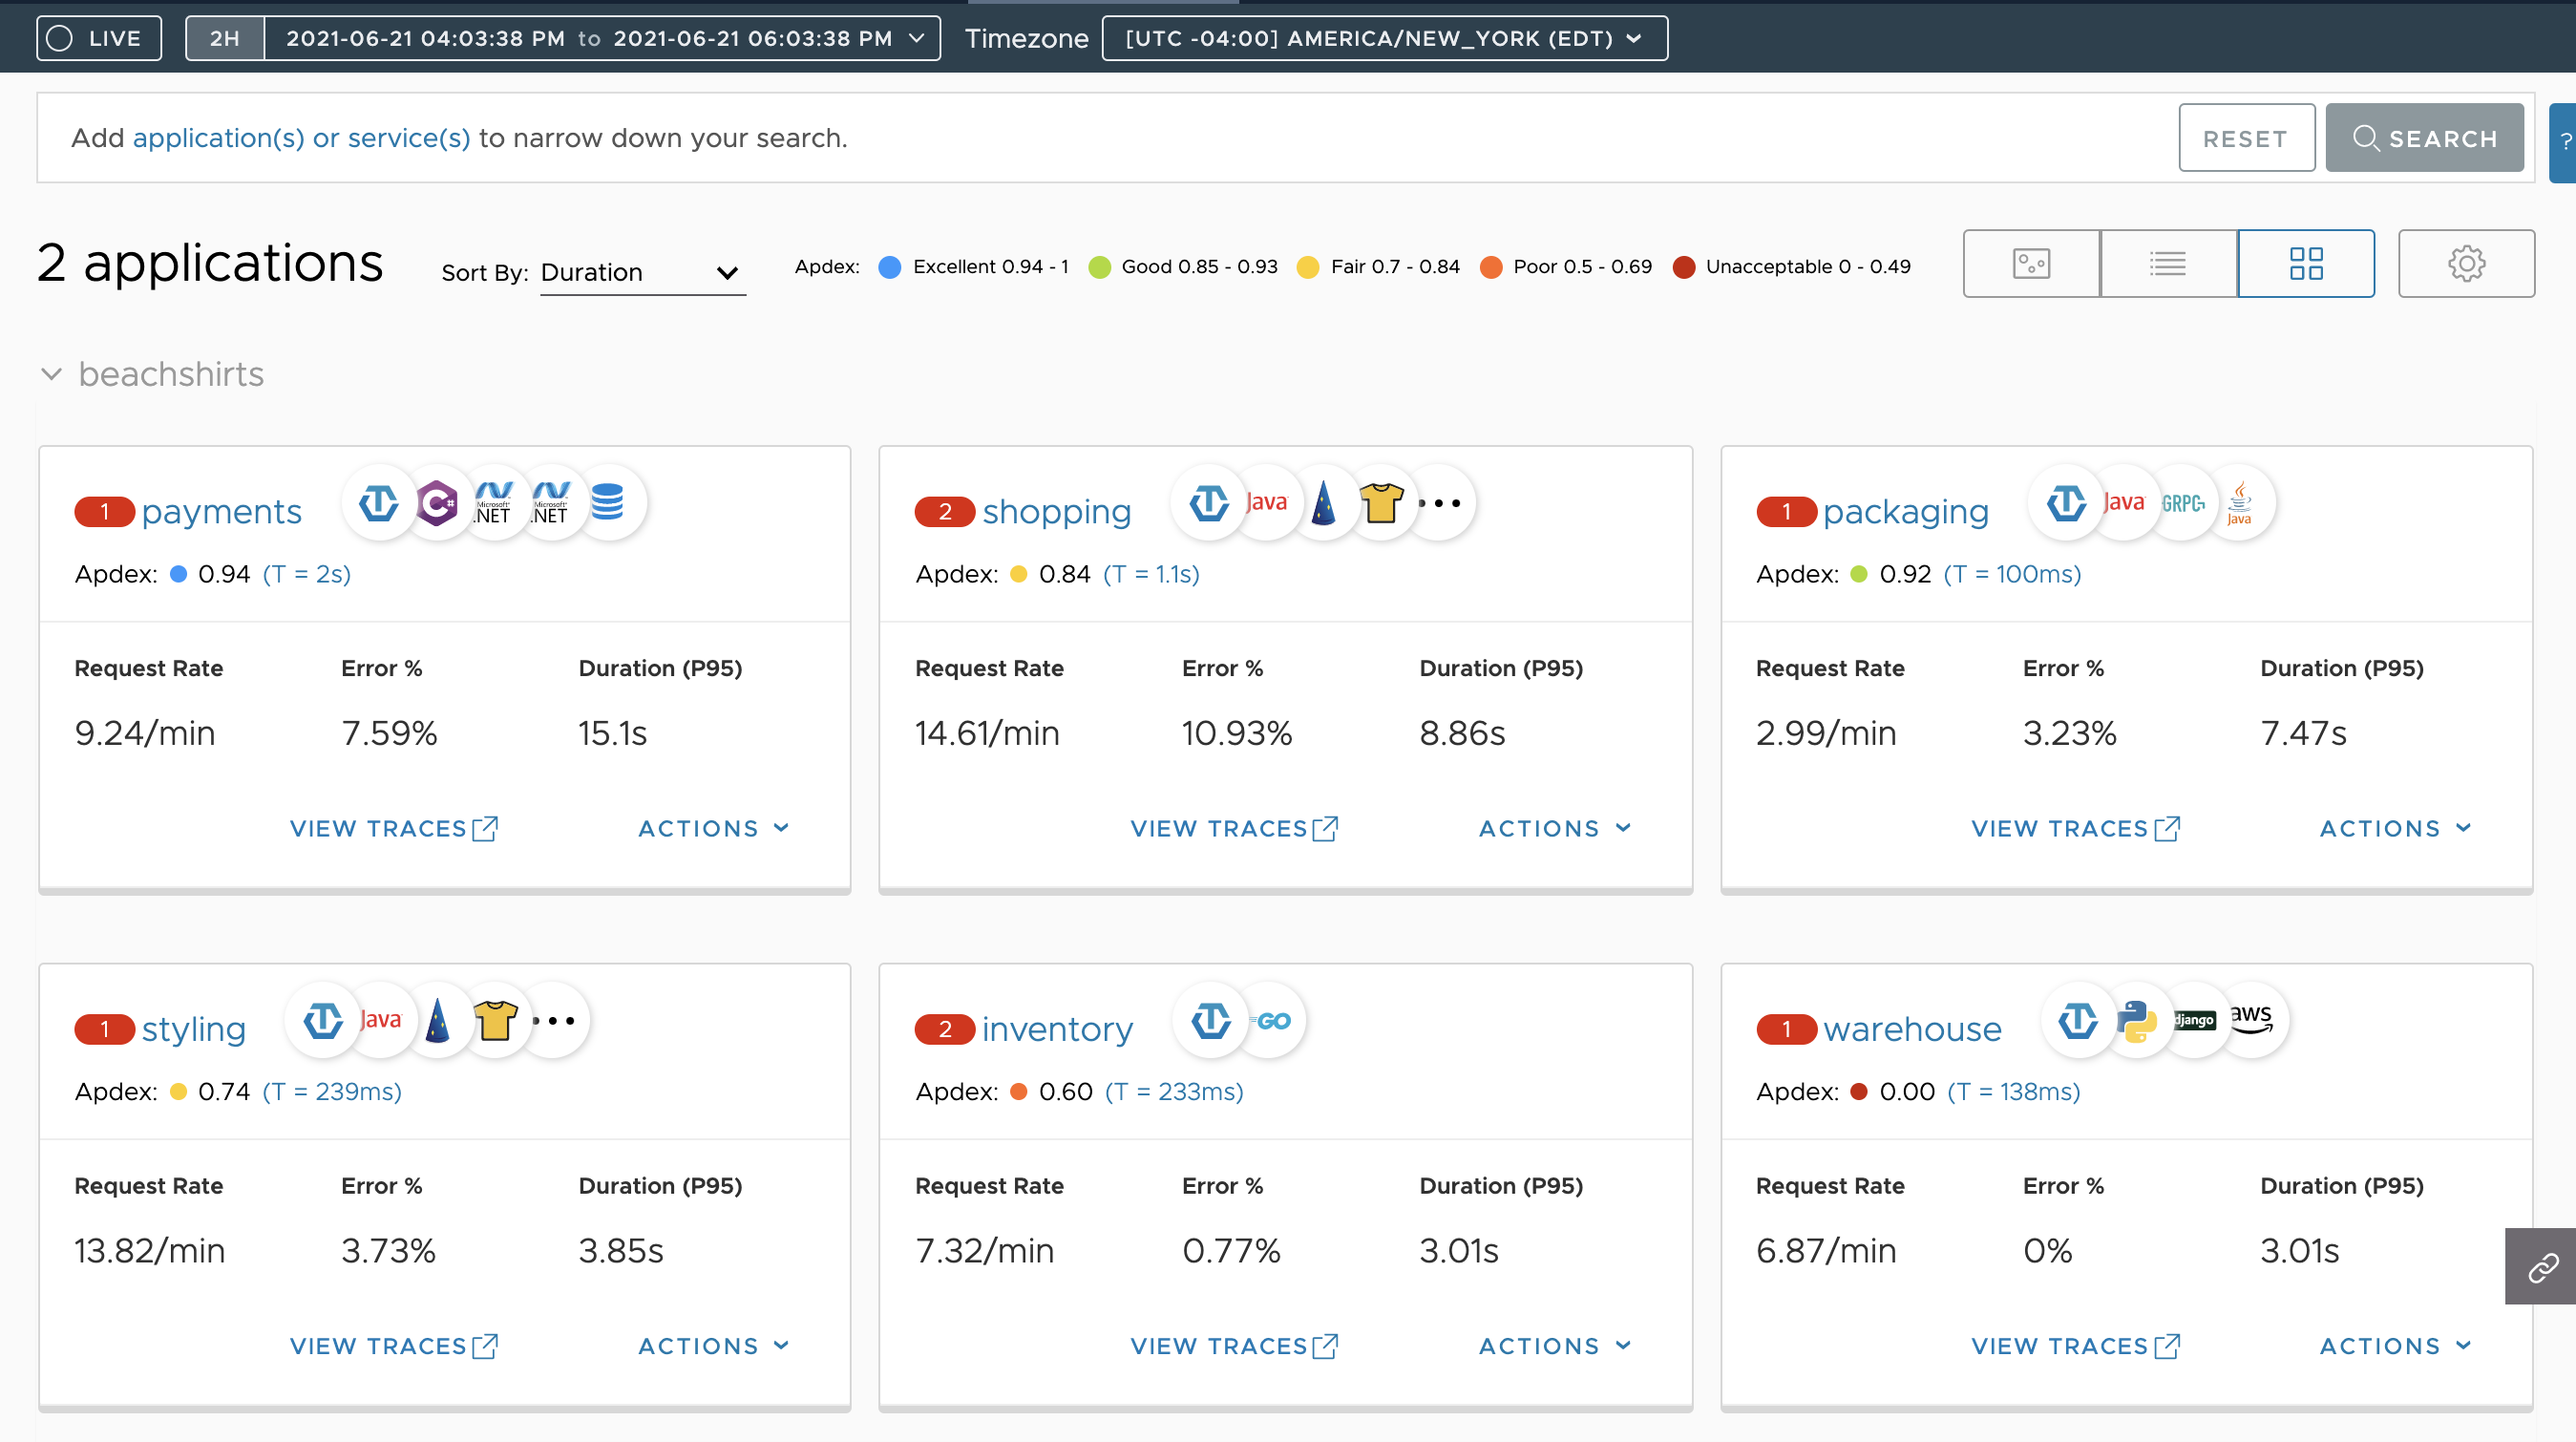 LIVE 2H 2021-06-21 04:03:38 PM to 2021-06-21 06:03:38 PM Timezone [UTC -04:00] AMERICA/NEW_YORK (EDT)
Add application(s) or service(s) to narrow down your search. RESET SEARCH ?
2 applications Sort By: Duration Apdex: Excellent 0.94 - 1 Good 0.85 - 0.93 Fair 0.7 - 0.84 Poor 0.5 - 0.69 Unacceptable 0 - 0.49
beachshirts
1 payments T C# Microsoft .NET Microsoft .NET
Apdex: 0.94 (T = 2s)
Request Rate Error % Duration (P95)
9.24/min 7.59% 15.1s
VIEW TRACES ACTIONS
2 shopping T Java
Apdex: 0.84 (T = 1.1s)
Request Rate Error % Duration (P95)
14.61/min 10.93% 8.86s
VIEW TRACES ACTIONS
1 packaging T Java GRPC Java
Apdex: 0.92 (T = 100ms)
Request Rate Error % Duration (P95)
2.99/min 3.23% 7.47s
VIEW TRACES ACTIONS
1 styling T Java
Apdex: 0.74 (T = 239ms)
Request Rate Error % Duration (P95)
13.82/min 3.73% 3.85s
VIEW TRACES ACTIONS
2 inventory T GO
Apdex: 0.60 (T = 233ms)
Request Rate Error % Duration (P95)
7.32/min 0.77% 3.01s
VIEW TRACES ACTIONS
1 warehouse T django aws
Apdex: 0.00 (T = 138ms)
Request Rate Error % Duration (P95)
6.87/min 0% 3.01s
VIEW TRACES ACTIONS